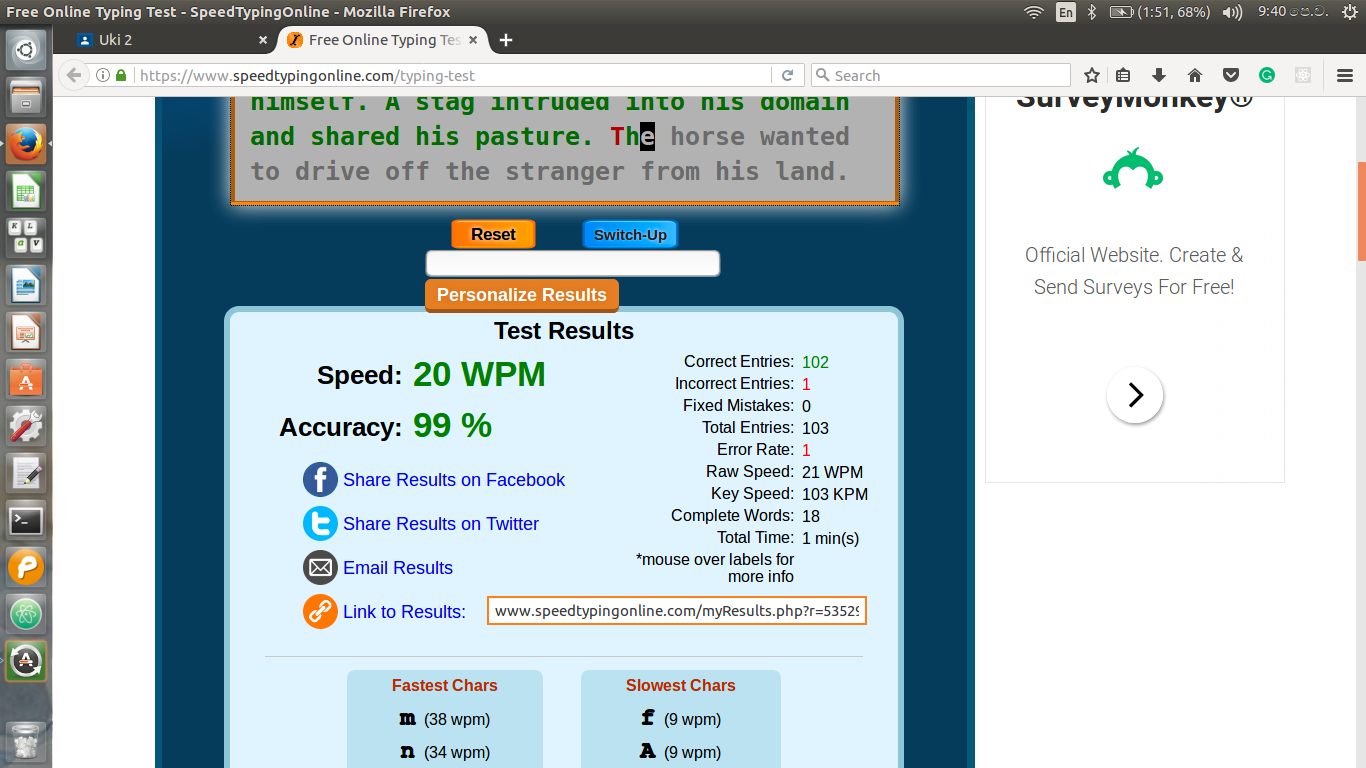 Free Online Typing Test - SpeedTypingOnline - Mozilla Firefox
En
(1:51, 68%)
9:40 පෙ.ව.
Uki 2
Free Online Typing Tes
https://www.speedtypingonline.com/typing-test
Search
himself. A stag intruded into his domain
and shared his pasture. The horse wanted
to drive off the stranger from his land.
Reset
Switch-Up
Personalize Results
Test Results
Speed: 20 WPM
Accuracy: 99 %
Share Results on Facebook
Share Results on Twitter
Email Results
Link to Results: www.speedtypingonline.com/myResults.php?r=53529
Correct Entries: 102
Incorrect Entries: 1
Fixed Mistakes: 0
Total Entries: 103
Error Rate: 1
Raw Speed: 21 WPM
Key Speed: 103 KPM
Complete Words: 18
Total Time: 1 min(s)
*mouse over labels for
more info
Fastest Chars
m (38 wpm)
n (34 wpm)
Slowest Chars
f (9 wpm)
A (9 wpm)
SurveyMonkey®
Official Website. Create &
Send Surveys For Free!